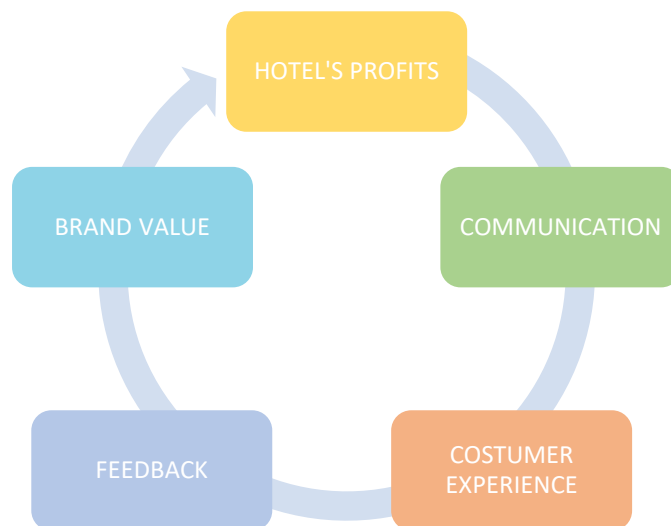 HOTEL'S PROFITS
COMMUNICATION
COSTUMER
EXPERIENCE
FEEDBACK
BRAND VALUE